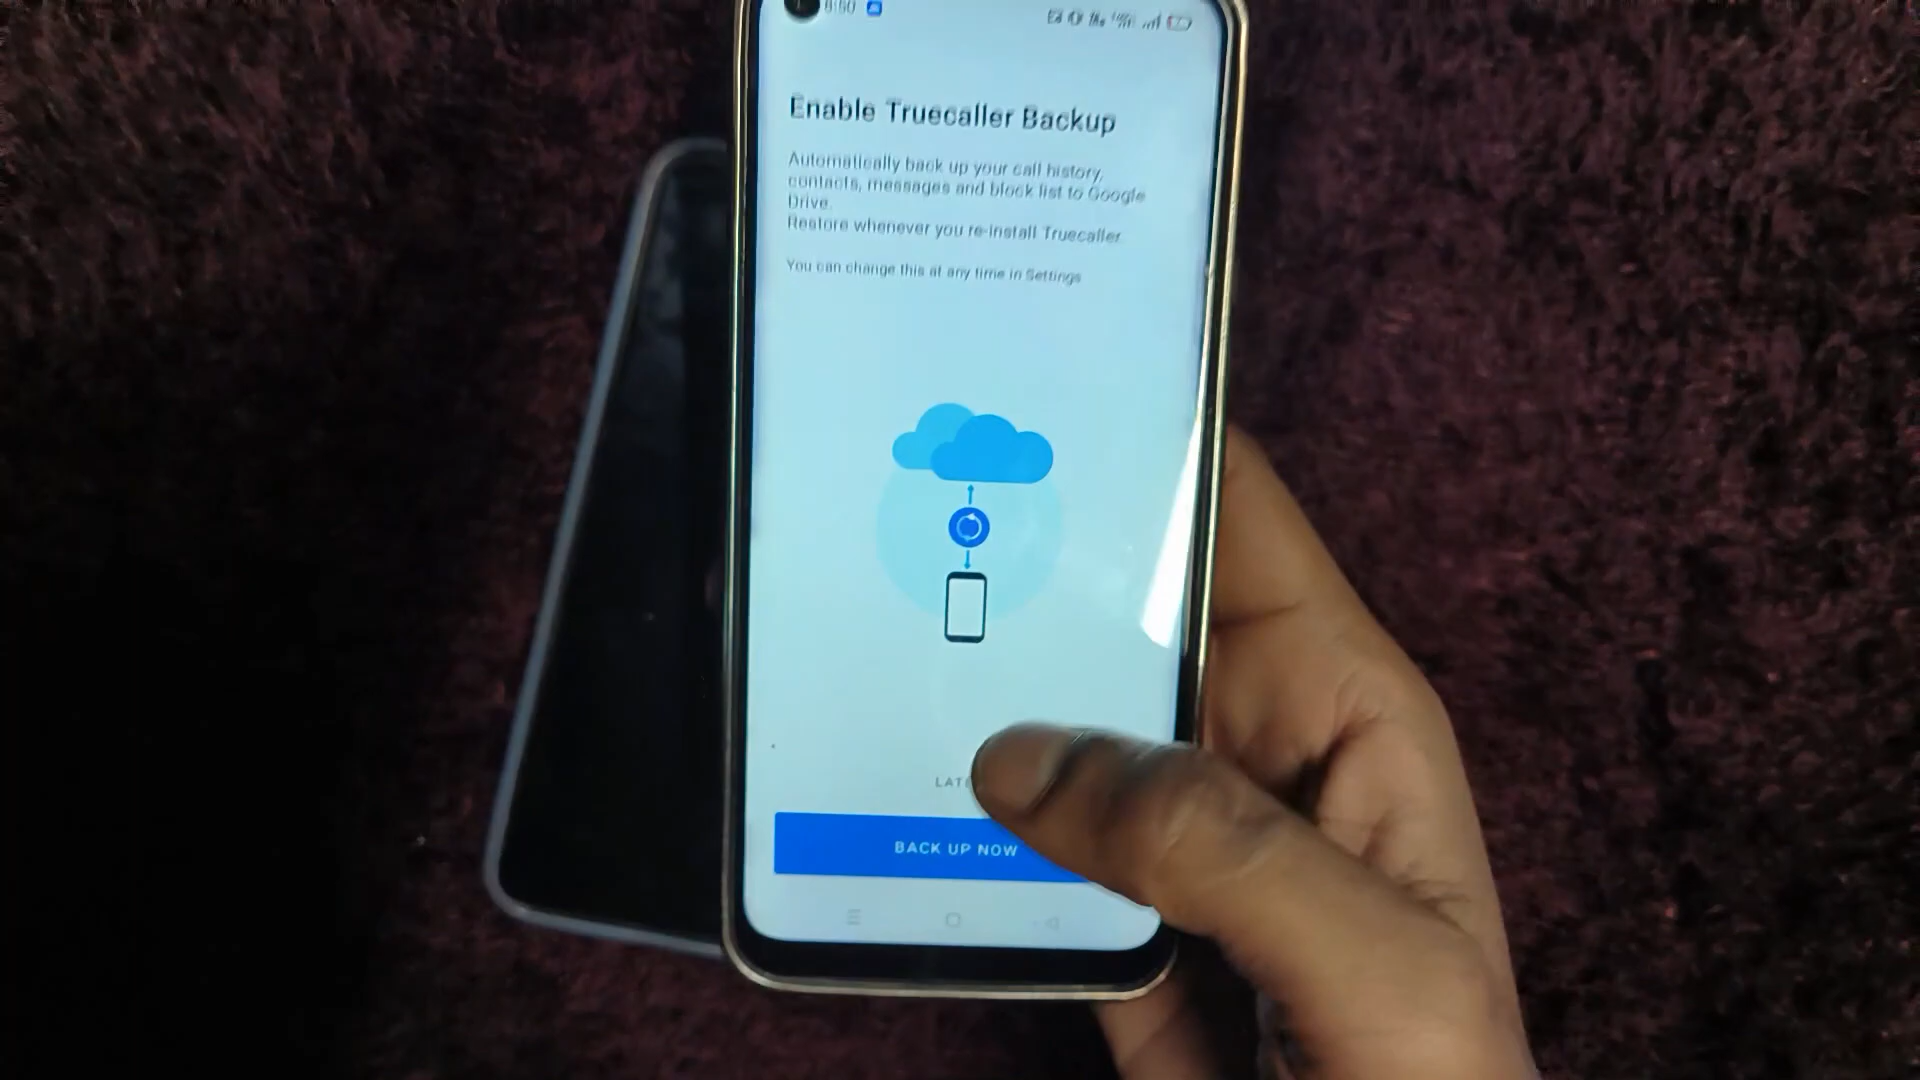 Enable Truecaller Backup
Automatically back up your call history,
contacts, messages and block list to Google
Drive.
Restore whenever you re-install Truecaller.
You can change this at any time in Settings
LAT
BACK UP NOW